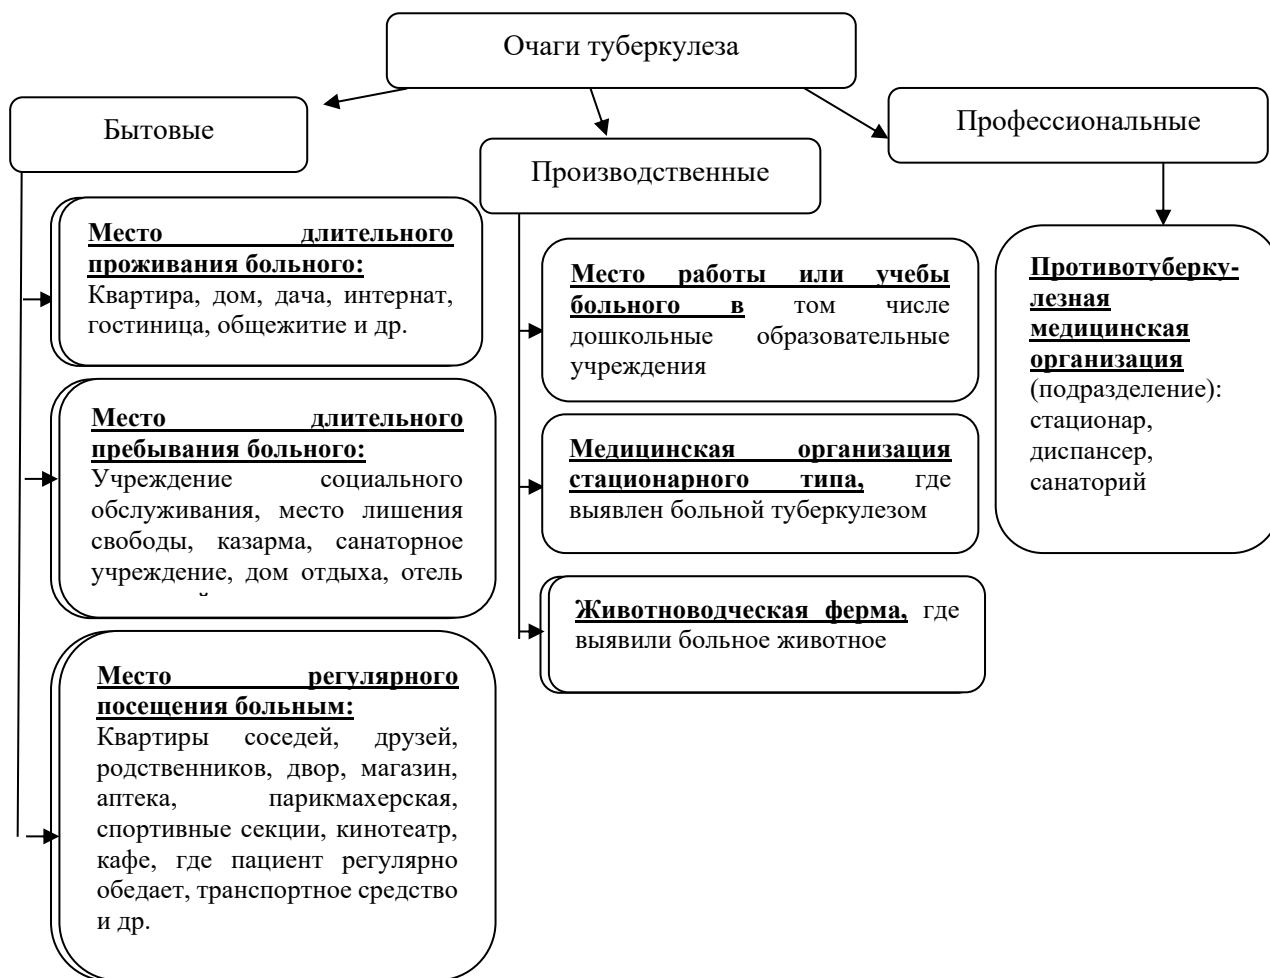 Очаги туберкулеза
Бытовые
Производственные
Профессиональные
Место длительного
проживания больного:
Квартира, дом, дача, интернат,
гостиница, общежитие и др.
Место длительного
пребывания больного:
Учреждение социального
обслуживания, место лишения
свободы, казарма, санаторное
учреждение, дом отдыха, отель
Место регулярного
посещения больным:
Квартиры соседей, друзей,
родственников, двор, магазин,
аптека, парикмахерская,
спортивные секции, кинотеатр,
кафе, где пациент регулярно
обедает, транспортное средство
и др.
Место работы или учебы
больного в том числе
дошкольные образовательные
учреждения
Медицинская организация
стационарного типа, где
выявлен больной туберкулезом
Животноводческая ферма, где
выявили больное животное
Противотуберку-
лезная
медицинская
организация
(подразделение):
стационар,
диспансер,
санаторий